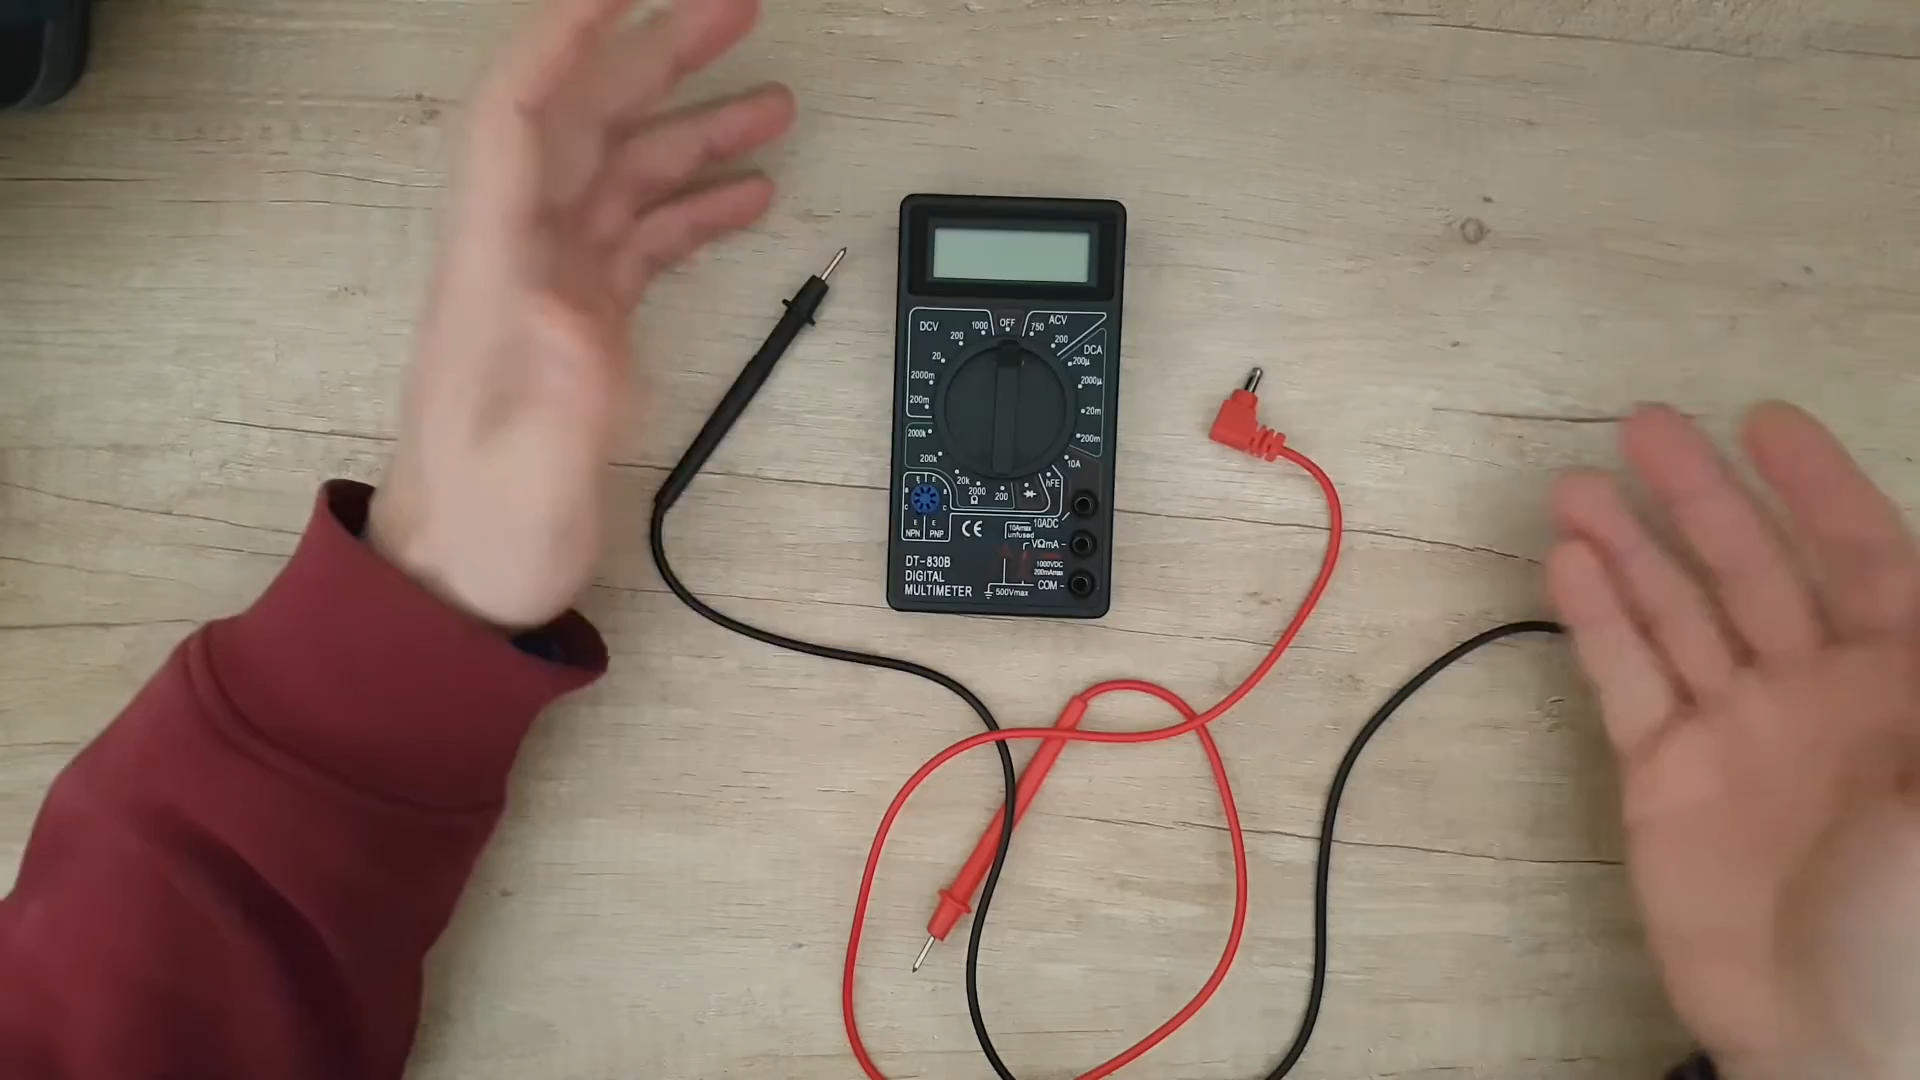 DCV
1000
OFF
750
ACV
200
200
DCA
20
200µ
2000m
2000µ
200m
20m
2000k
200m
200k
10A
20k
2000
Ω
200
hFE
E E
B B
C C
E E
NPN PNP
CE
10Amax
unfused
10ADC
VΩmA
1000VDC
200mAmax
COM
500Vmax
DT-830B
DIGITAL
MULTIMETER